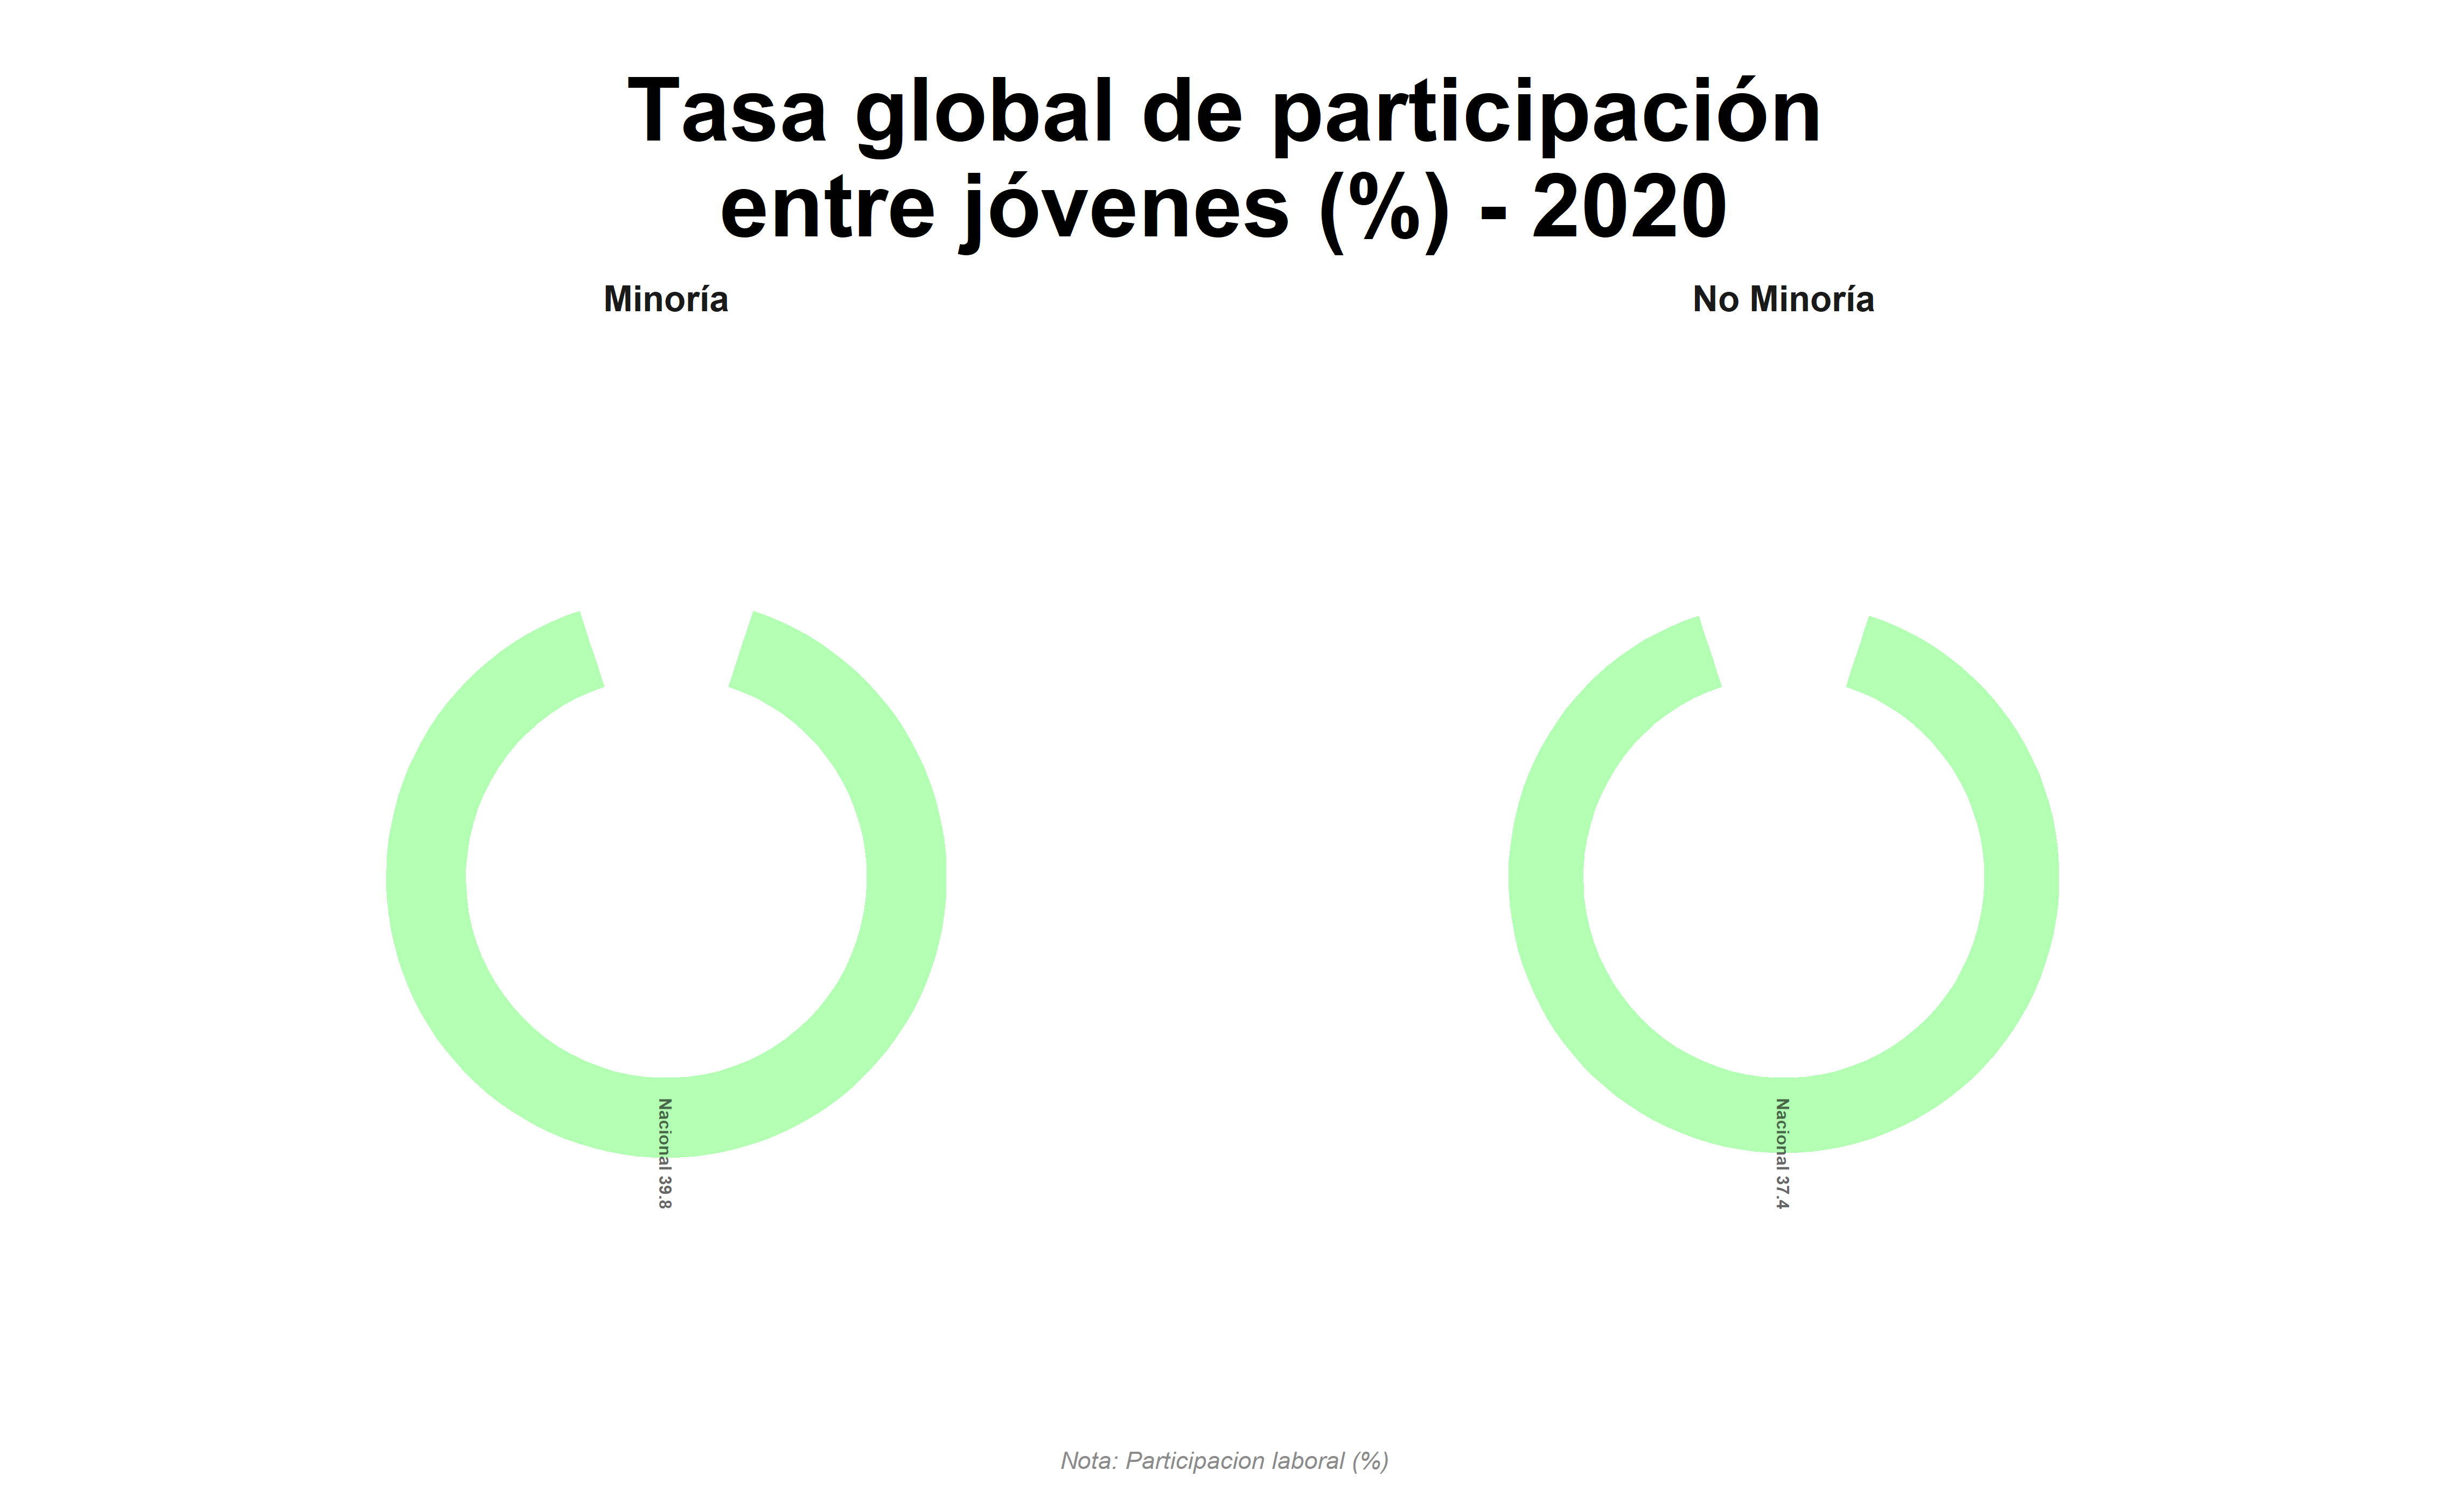 Tasa global de participación
entre jóvenes (%) - 2020
Minoría
No Minoría
Nacional 39.8
Nacional 37.4
Nota: Participacion laboral (%)